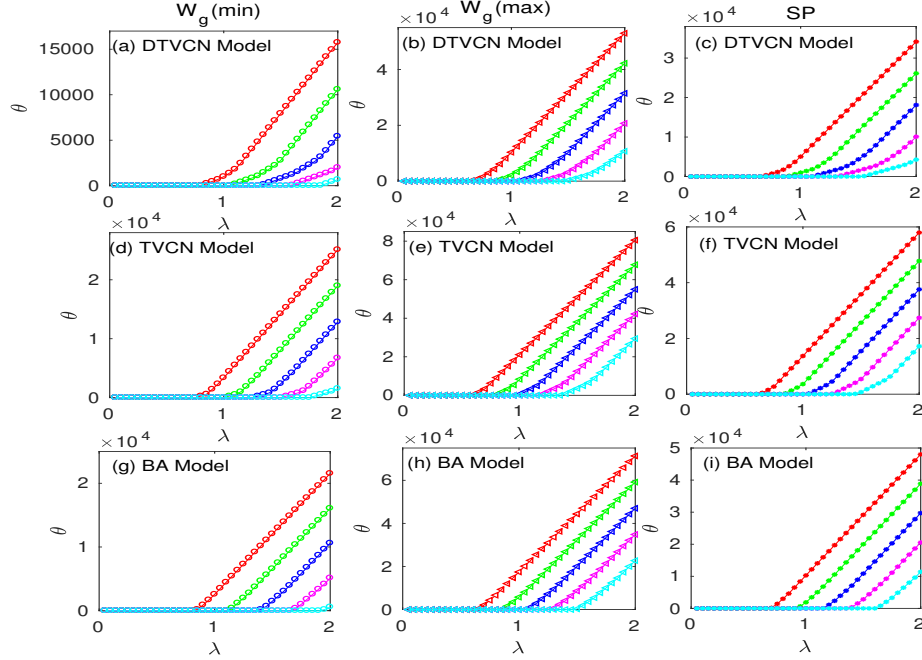 W_g(min)
W_g(max)
SP
(a) DTVCN Model
15000
10000
5000
0
θ
0
1
2
λ
×10^4
(b) DTVCN Model
4
2
0
θ
0
1
2
λ
×10^4
(c) DTVCN Model
3
2
1
0
θ
0
1
2
λ
×10^4
(d) TVCN Model
2
1
0
θ
0
1
2
λ
×10^4
(e) TVCN Model
8
6
4
2
0
θ
0
1
2
λ
×10^4
(f) TVCN Model
6
4
2
0
θ
0
1
2
λ
×10^4
(g) BA Model
2
1
0
θ
0
1
2
λ
×10^4
(h) BA Model
6
4
2
0
θ
0
1
2
λ
×10^4
(i) BA Model
5
4
3
2
1
0
θ
0
1
2
λ